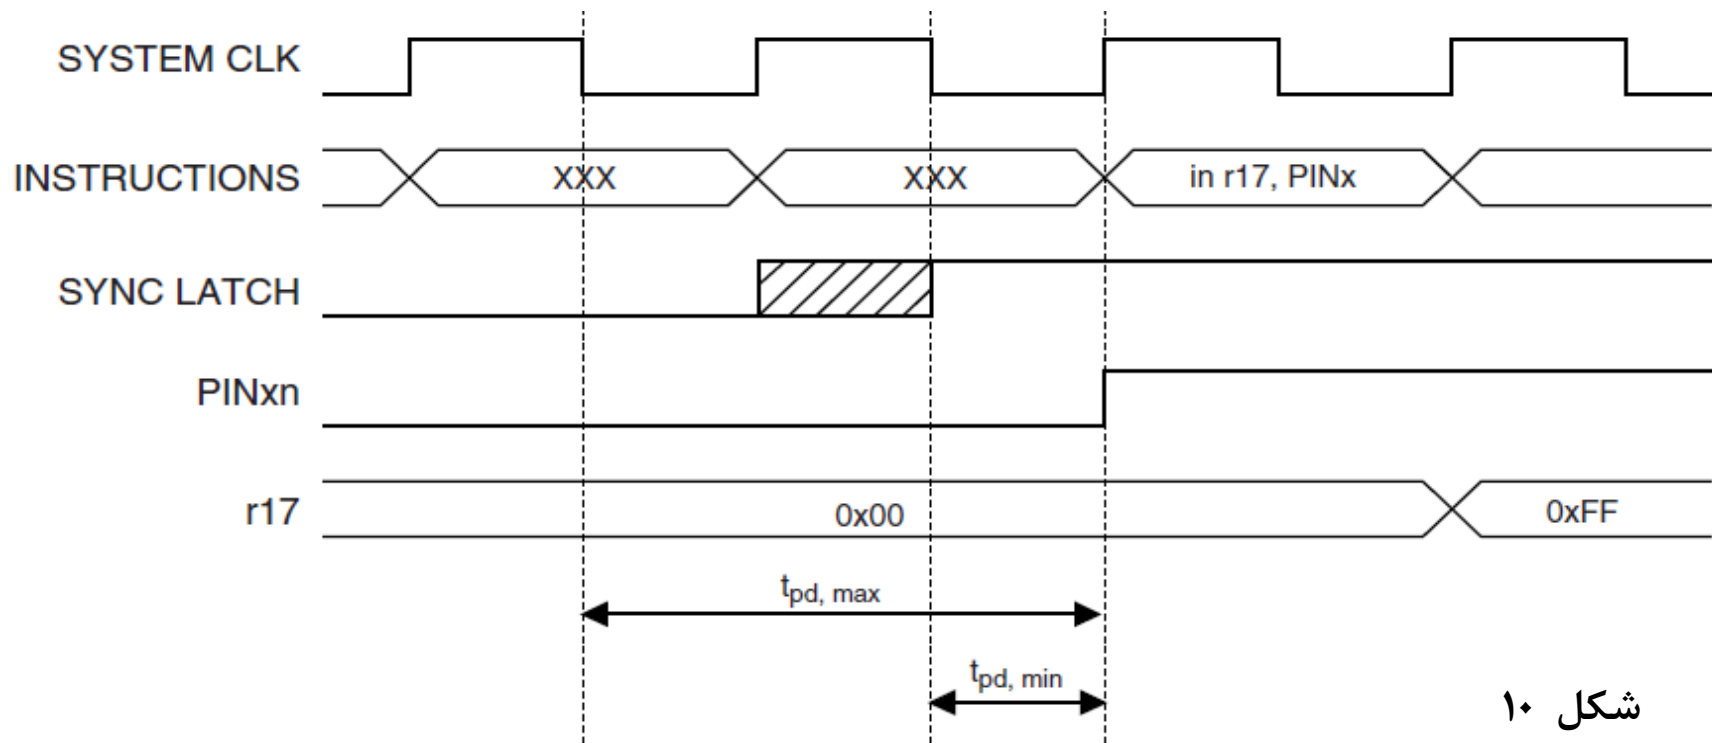 SYSTEM CLK
INSTRUCTIONS XXX XXX in r17, PINx
SYNC LATCH
PINxn
r17 0x00 0xFF
tpd, max
tpd, min
شکل ۱۰